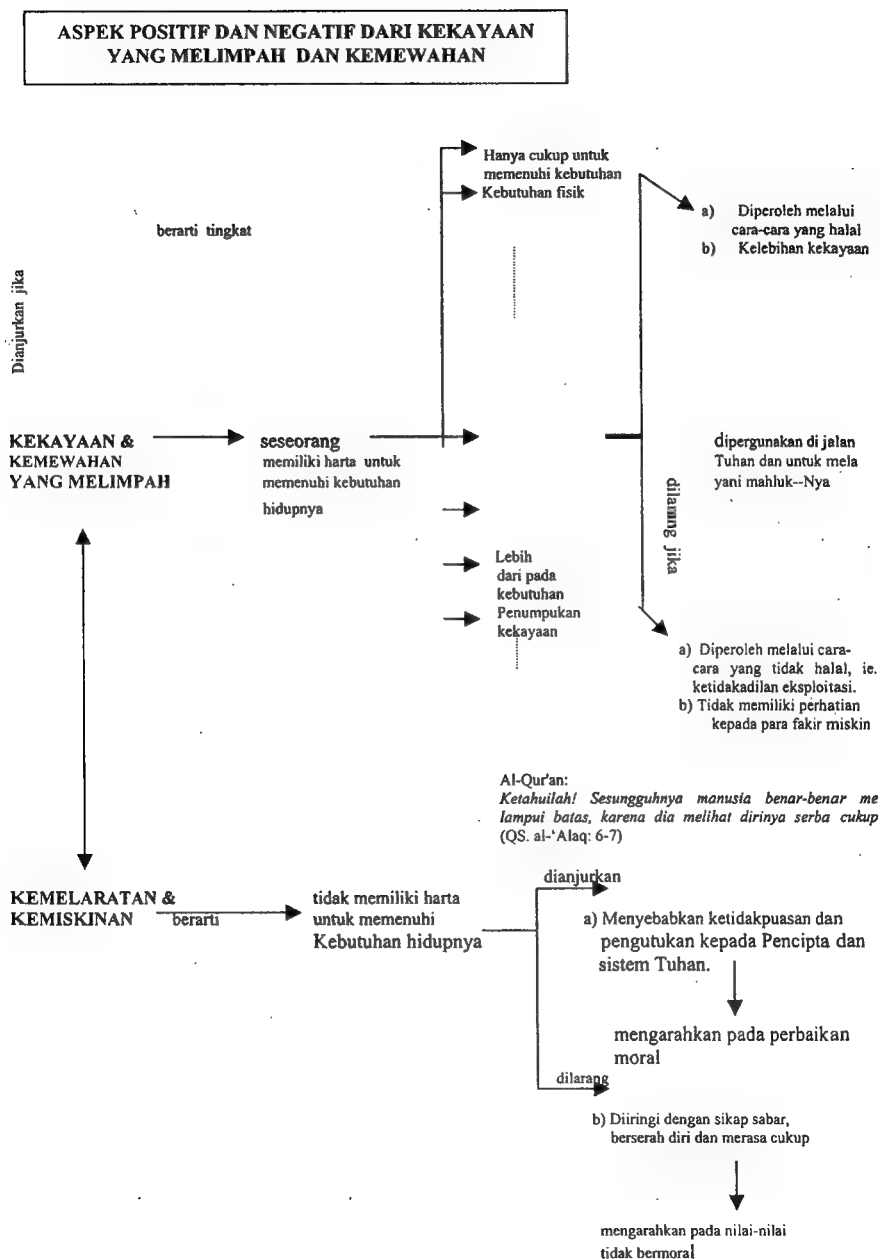 ASPEK POSITIF DAN NEGATIF DARI KEKAYAAN
YANG MELIMPAH DAN KEMEWAHAN
Hanya cukup untuk
memenuhi kebutuhan
Kebutuhan fisik
a) Diperoleh melalui
cara-cara yang halal
b) Kelebihan kekayaan
berarti tingkat
Dianjurkan jika
KEKAYAAN &
KEMEWAHAN
YANG MELIMPAH
seseorang
memiliki harta untuk
memenuhi kebutuhan
hidupnya
dipergunakan di jalan
Tuhan dan untuk mela
yani mahluk--Nya
dilarang jika
Lebih
dari pada
kebutuhan
Penumpukan
kekayaan
a) Diperoleh melalui cara-
cara yang tidak halal, ie.
ketidakadilan eksploitasi.
b) Tidak memiliki perhatian
kepada para fakir miskin
Al-Qur'an:
Ketahuilah! Sesungguhnya manusia benar-benar me
lampui batas, karena dia melihat dirinya serba cukup
(QS. al-‘Alaq: 6-7)
KEMELARATAN &
KEMISKINAN
berarti
tidak memiliki harta
untuk memenuhi
Kebutuhan hidupnya
dianjurkan
a) Menyebabkan ketidakpuasan dan
pengutukan kepada Pencipta dan
sistem Tuhan.
mengarahkan pada perbaikan
moral
dilarang
b) Diiringi dengan sikap sabar,
berserah diri dan merasa cukup
mengarahkan pada nilai-nilai
tidak bermoral